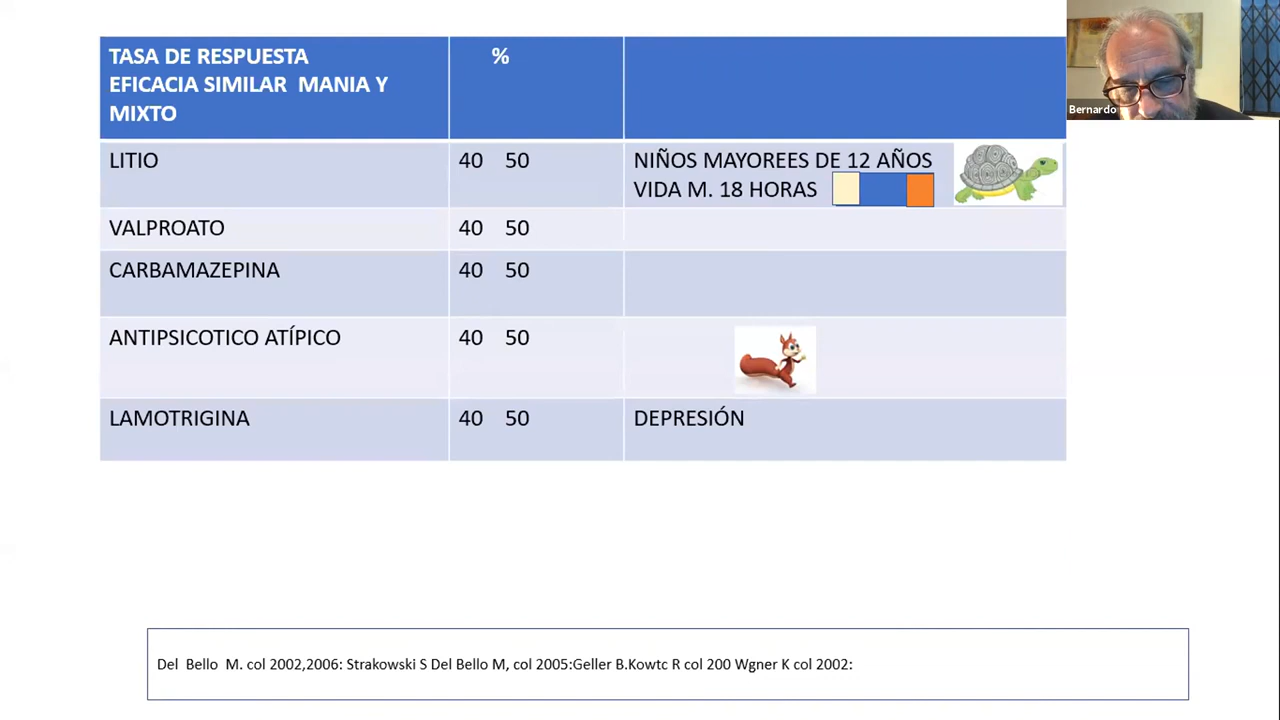 TASA DE RESPUESTA
EFICACIA SIMILAR MANIA Y
MIXTO
%
LITIO
40 50
NIÑOS MAYOREES DE 12 AÑOS
VIDA M. 18 HORAS
VALPROATO
40 50
CARBAMAZEPINA
40 50
ANTIPSICOTICO ATÍPICO
40 50
LAMOTRIGINA
40 50
DEPRESIÓN
Del Bello M. col 2002,2006: Strakowski S Del Bello M, col 2005:Geller B.Kowtc R col 200 Wgner K col 2002:
Bernardo